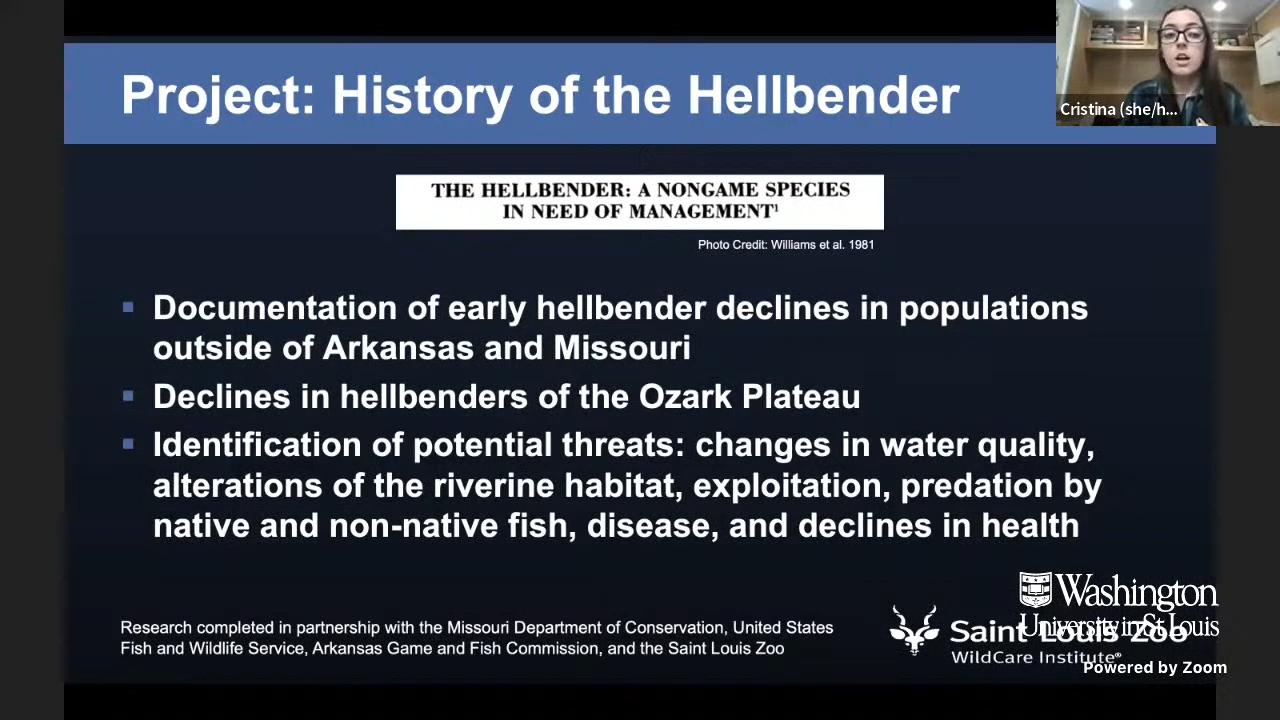 Project: History of the Hellbender
Cristina (she/h...
THE HELLBENDER: A NONGAME SPECIES
IN NEED OF MANAGEMENT¹
Photo Credit: Williams et al. 1981
Documentation of early hellbender declines in populations
outside of Arkansas and Missouri
Declines in hellbenders of the Ozark Plateau
Identification of potential threats: changes in water quality,
alterations of the riverine habitat, exploitation, predation by
native and non-native fish, disease, and declines in health
Research completed in partnership with the Missouri Department of Conservation, United States
Fish and Wildlife Service, Arkansas Game and Fish Commission, and the Saint Louis Zoo
Saint Louis Zoo
WildCare Institute®
Washington
University in St. Louis
Powered by Zoom